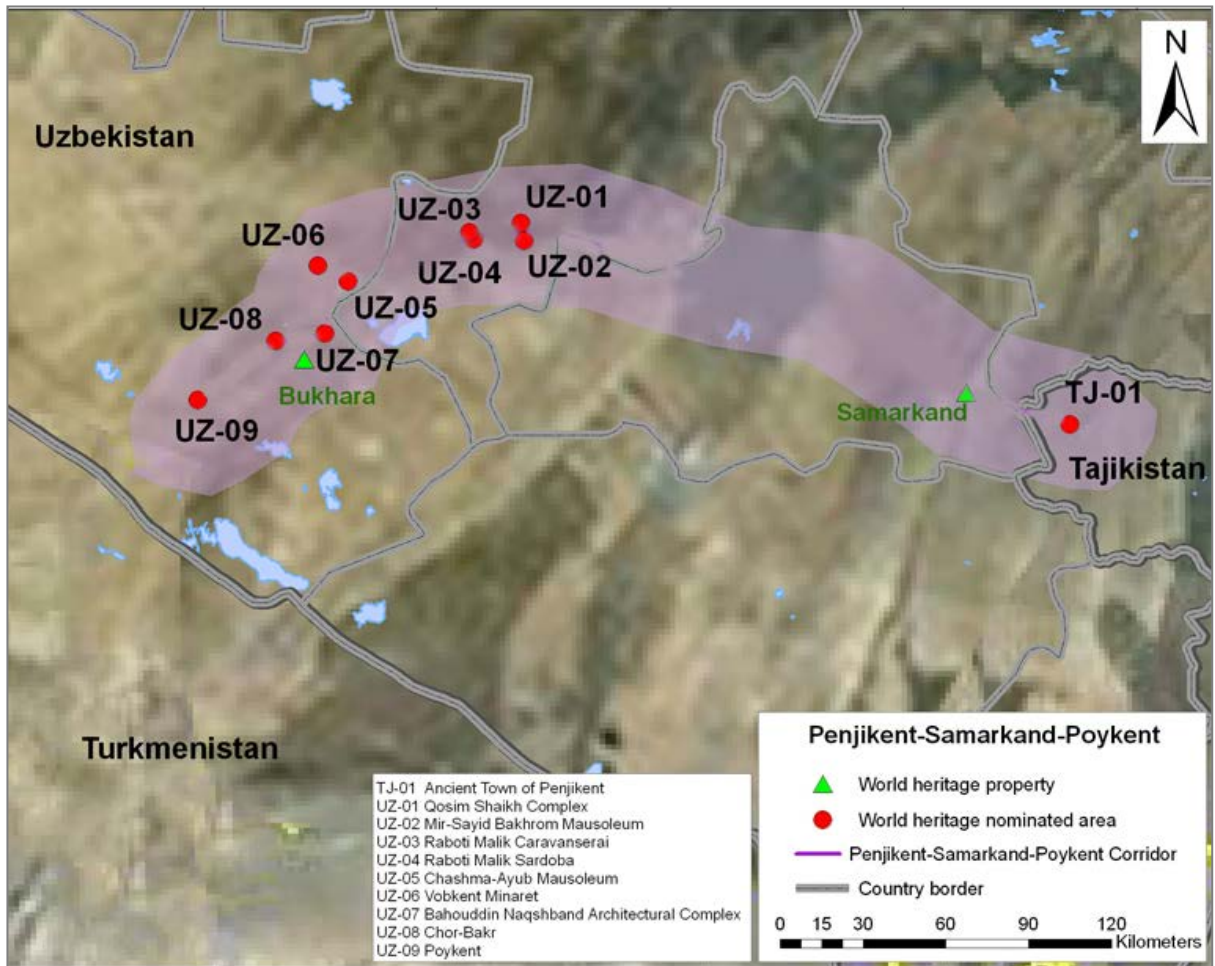 N
Uzbekistan
UZ-03
UZ-01
UZ-06
UZ-04
UZ-02
UZ-05
UZ-08
UZ-07
Bukhara
UZ-09
Samarkand
TJ-01
Tajikistan
Turkmenistan
TJ-01 Ancient Town of Penjikent
UZ-01 Qosim Shaikh Complex
UZ-02 Mir-Sayid Bakhrom Mausoleum
UZ-03 Raboti Malik Caravanserai
UZ-04 Raboti Malik Sardoba
UZ-05 Chashma-Ayub Mausoleum
UZ-06 Vobkent Minaret
UZ-07 Bahouddin Naqshband Architectural Complex
UZ-08 Chor-Bakr
UZ-09 Poykent
Penjikent-Samarkand-Poykent
World heritage property
World heritage nominated area
Penjikent-Samarkand-Poykent Corridor
Country border
0 15 30 60 90 120
Kilometers